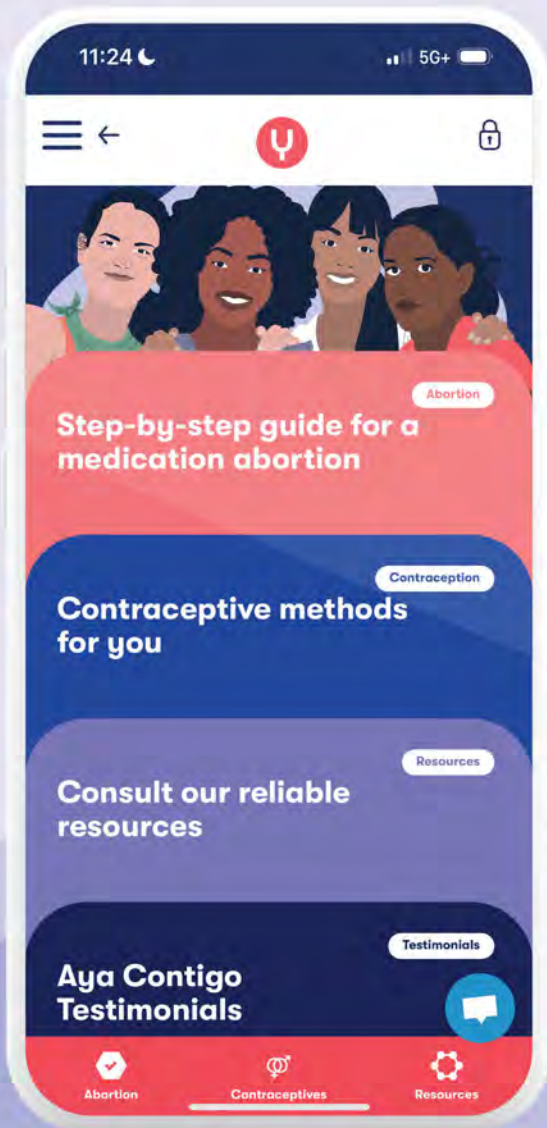 11:24
5G+
Abortion
Step-by-step guide for a
medication abortion
Contraception
Contraceptive methods
for you
Resources
Consult our reliable
resources
Testimonials
Aya Contigo
Testimonials
Abortion
Contraceptives
Resources